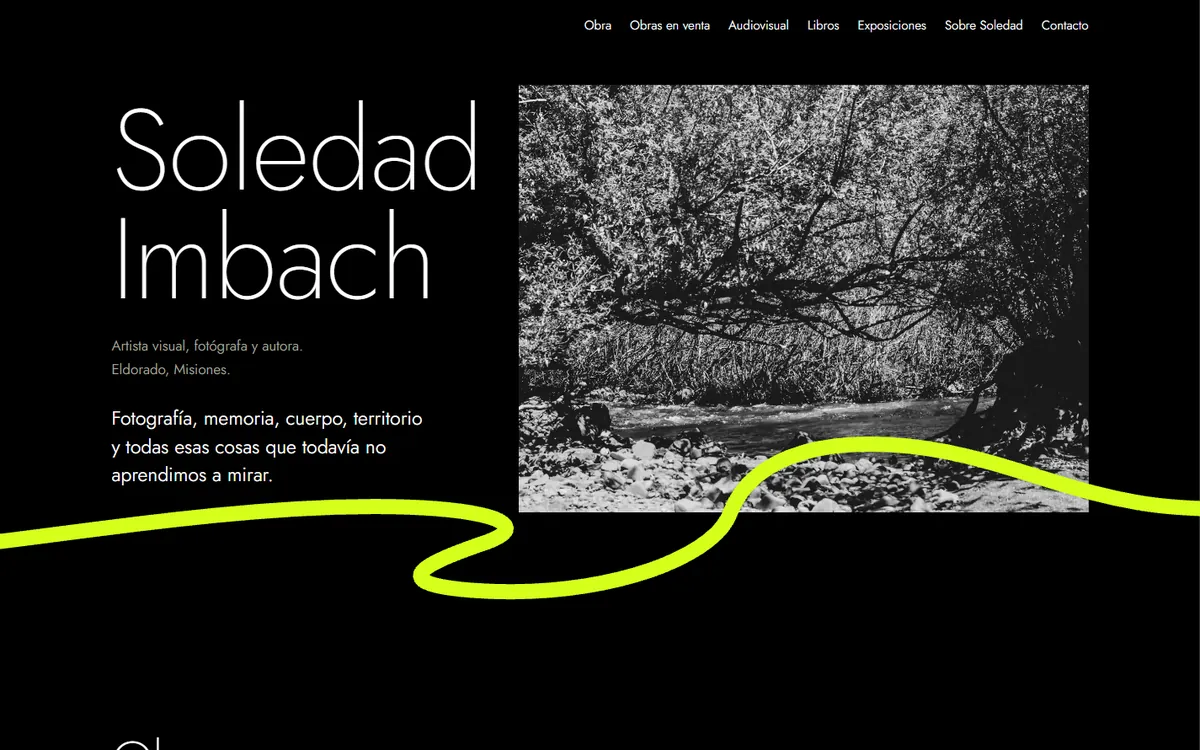 Obra Obras en venta Audiovisual Libros Exposiciones Sobre Soledad Contacto
Soledad
Imbach
Artista visual, fotógrafa y autora.
Eldorado, Misiones.
Fotografía, memoria, cuerpo, territorio
y todas esas cosas que todavía no
aprendimos a mirar.